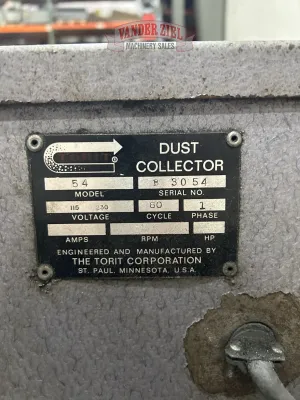 VANDER ZIEL
MACHINERY SALES
DUST
COLLECTOR
54
B 3054
MODEL
SERIAL NO.
115 230
60
1
VOLTAGE
CYCLE
PHASE
AMPS
RPM
HP
ENGINEERED AND MANUFACTURED BY
THE TORIT CORPORATION
ST. PAUL, MINNESOTA, U.S.A.